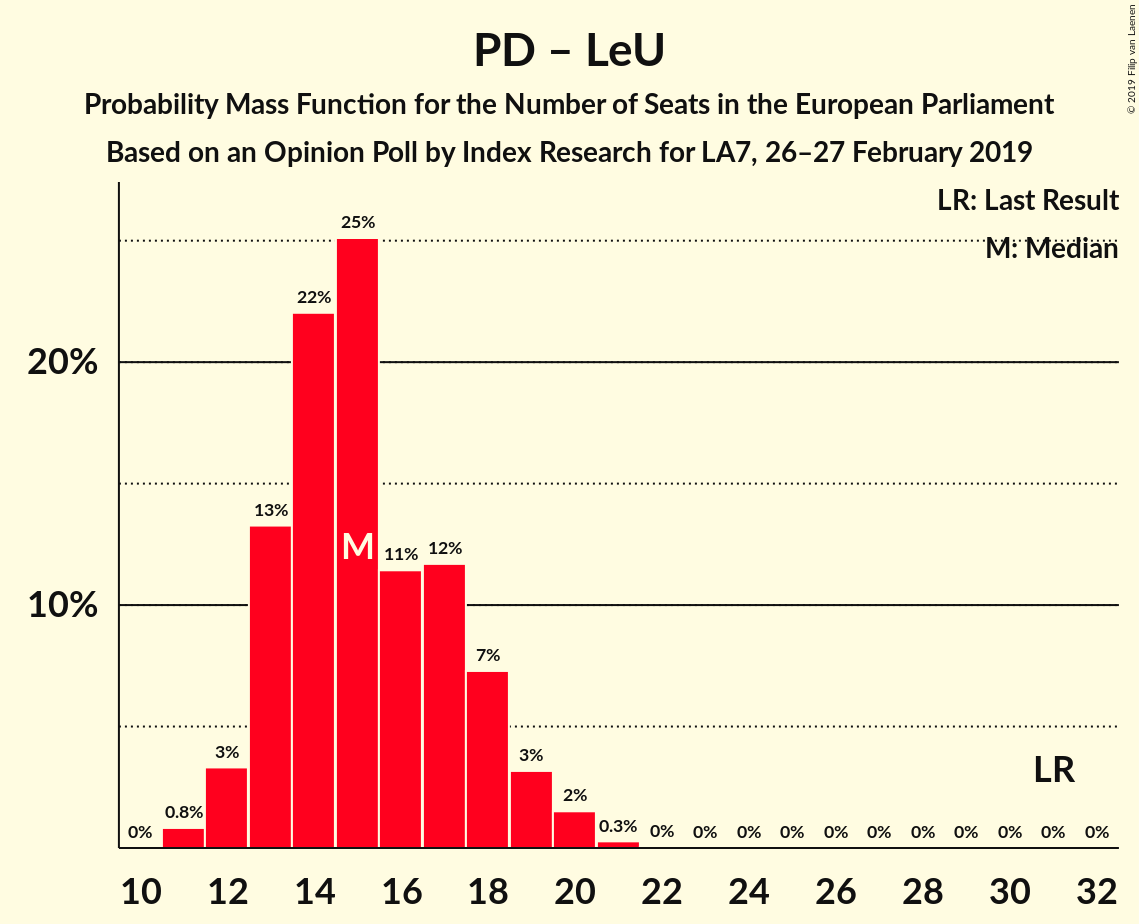 © 2019 Filip van Laenen
PD – LeU
Probability Mass Function for the Number of Seats in the European Parliament
Based on an Opinion Poll by Index Research for LA7, 26–27 February 2019
LR: Last Result
M: Median
25%
22%
20%
13%
M
11%
12%
10%
7%
3%
3%
LR
2%
0%
0.8%
0.3%
0%
0%
0%
0%
0%
0%
0%
0%
0%
0%
0%
10 12 14 16 18 20 22 24 26 28 30 32